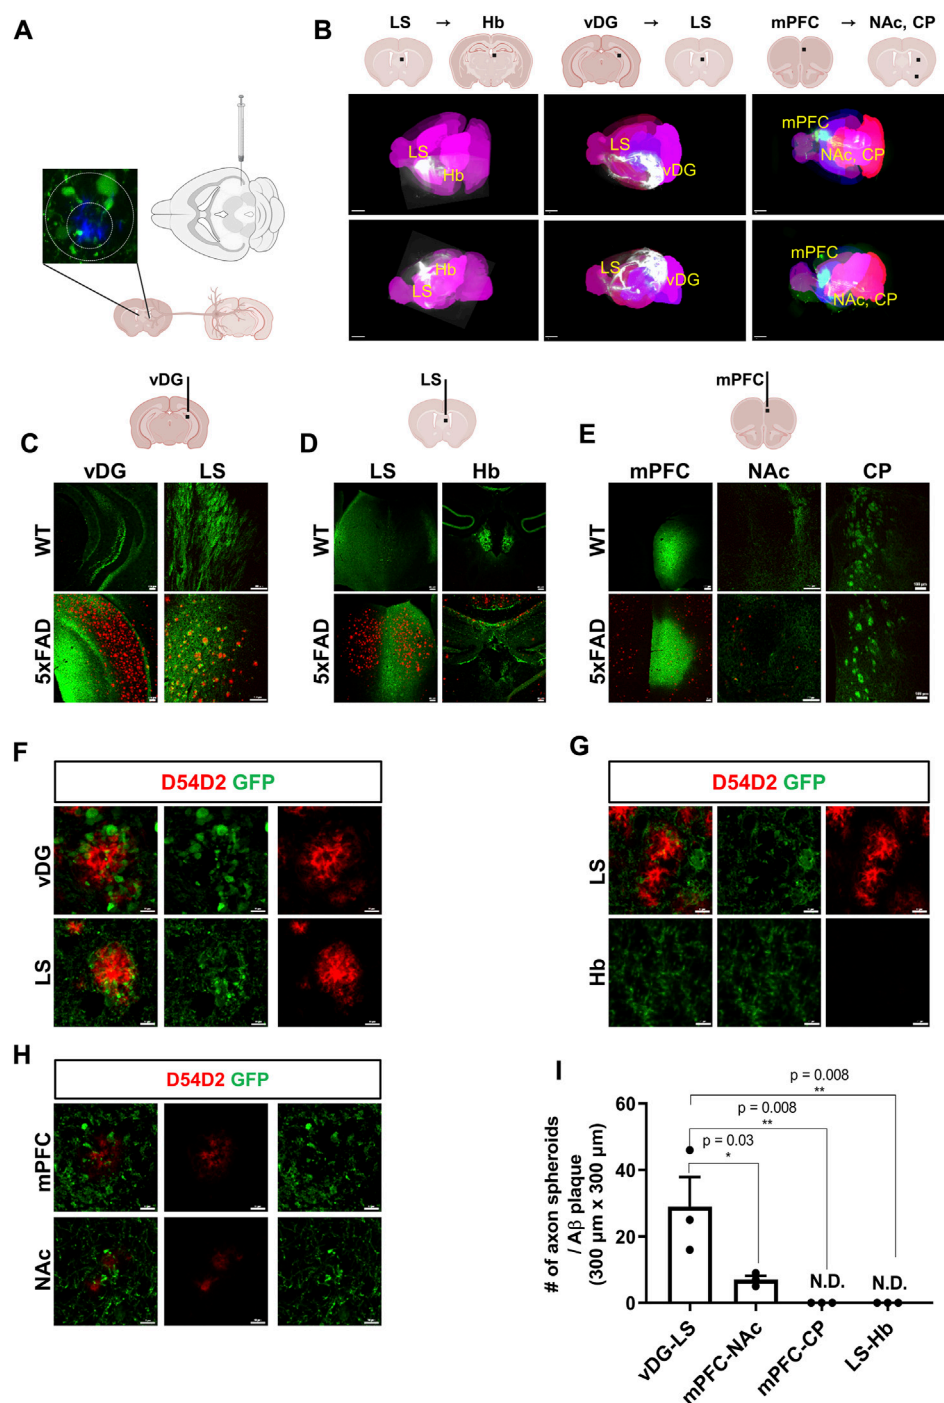 A
B
LS → Hb
vDG → LS
mPFC → NAc, CP
LS
Hb
LS
vDG
mPFC
NAc, CP
Hb
LS
LS
vDG
mPFC
NAc, CP
vDG
LS
mPFC
C
D
E
vDG LS
LS Hb
mPFC NAc CP
WT
WT
WT
100 μm
5xFAD
5xFAD
5xFAD
100 μm
F
G
D54D2 GFP
D54D2 GFP
vDG
LS
LS
Hb
H
D54D2 GFP
mPFC
NAc
I
p = 0.008
**
p = 0.008
**
p = 0.03
*
# of axon spheroids
/ Aβ plaque
(300 μm x 300 μm)
60
40
20
0
N.D. N.D.
vDG-LS
mPFC-NAc
mPFC-CP
LS-Hb